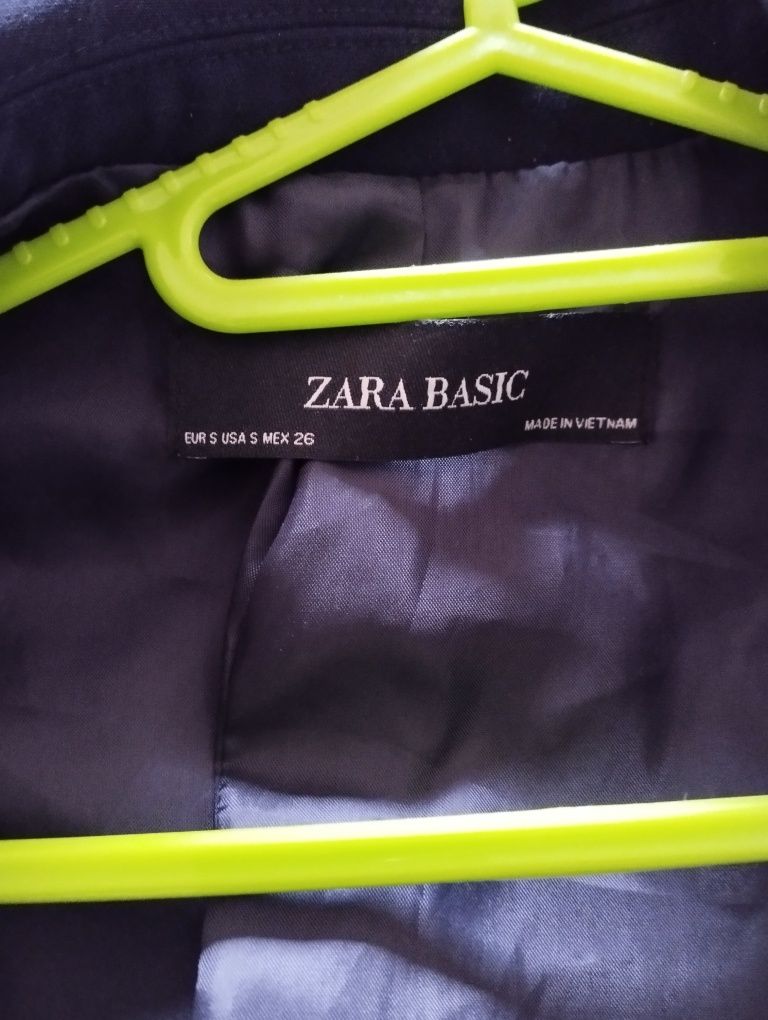 ZARA BASIC
EUR S USA S MEX 26
MADE IN VIETNAM